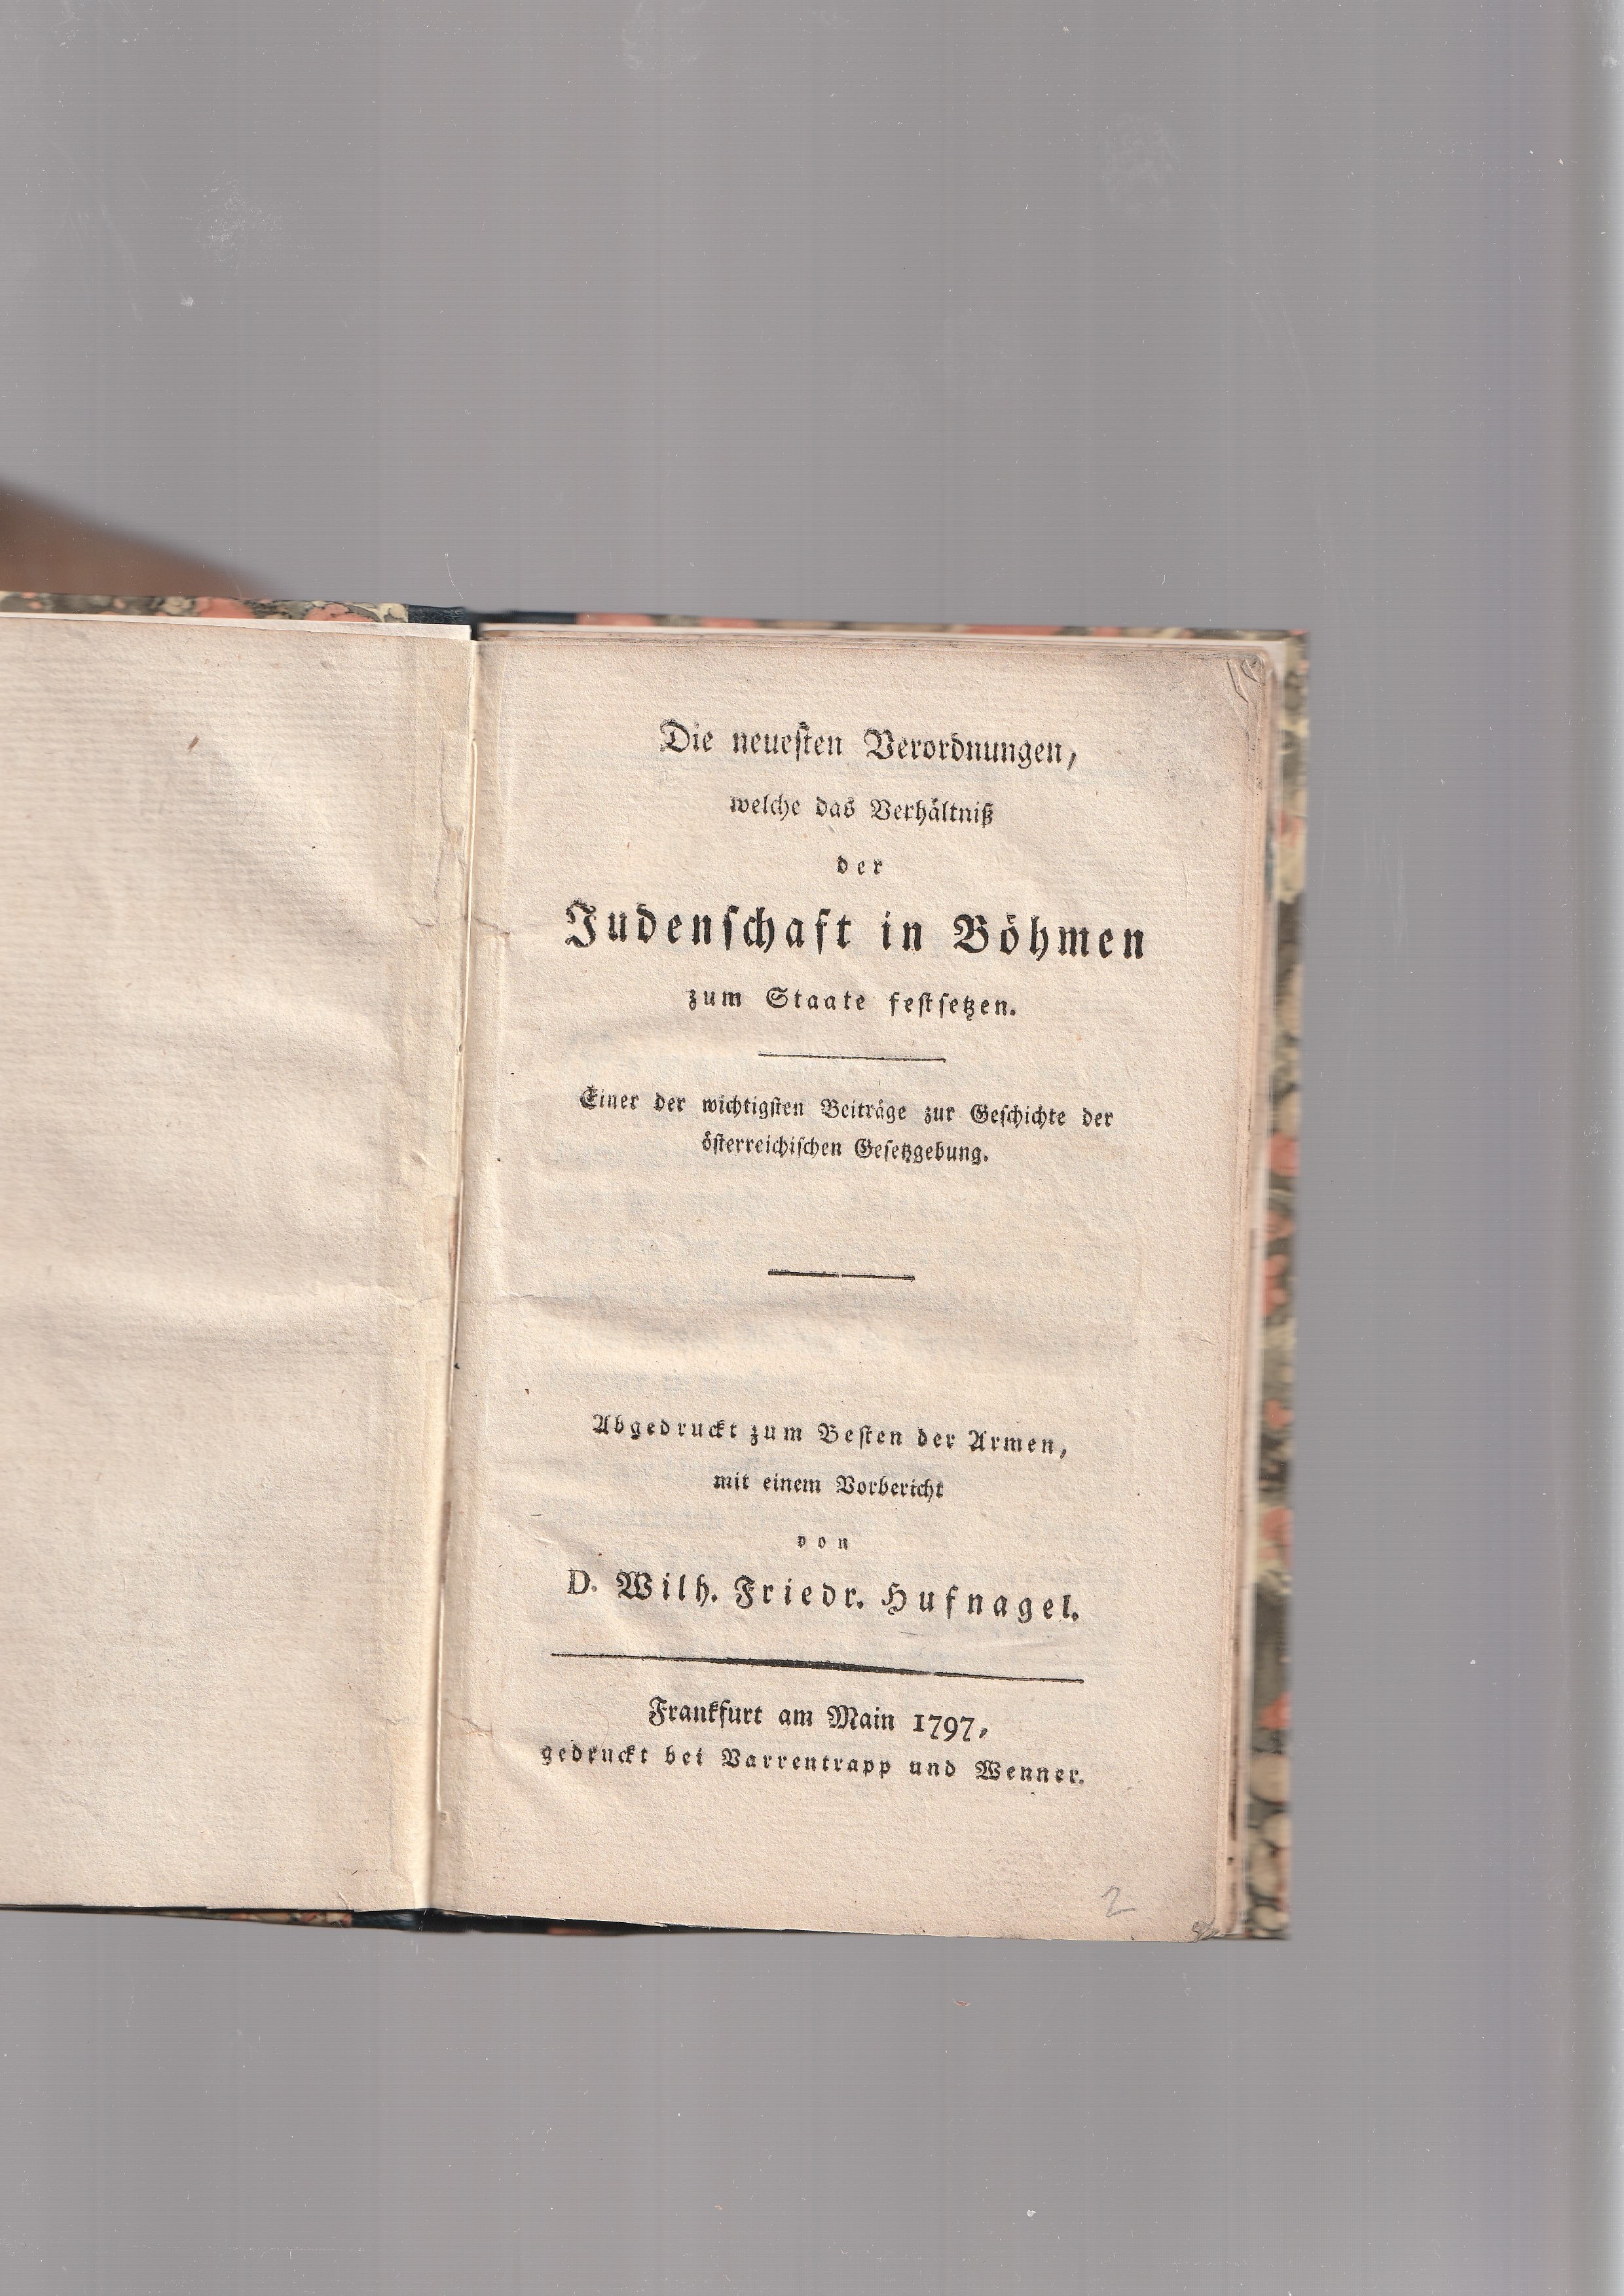 Die neuesten Verordnungen,
welche das Verhältniß
der
Judenschaft in Böhmen
zum Staate festsetzen.
Einer der wichtigsten Beiträge zur Geschichte der
österreichischen Gesetzgebung.
Abgedruckt zum Besten der Armen,
mit einem Vorbericht
von
D. Wilh. Friedr. Hufnagel.
Frankfurt am Main 1797,
gedruckt bei Varrentrapp und Wenner.
2